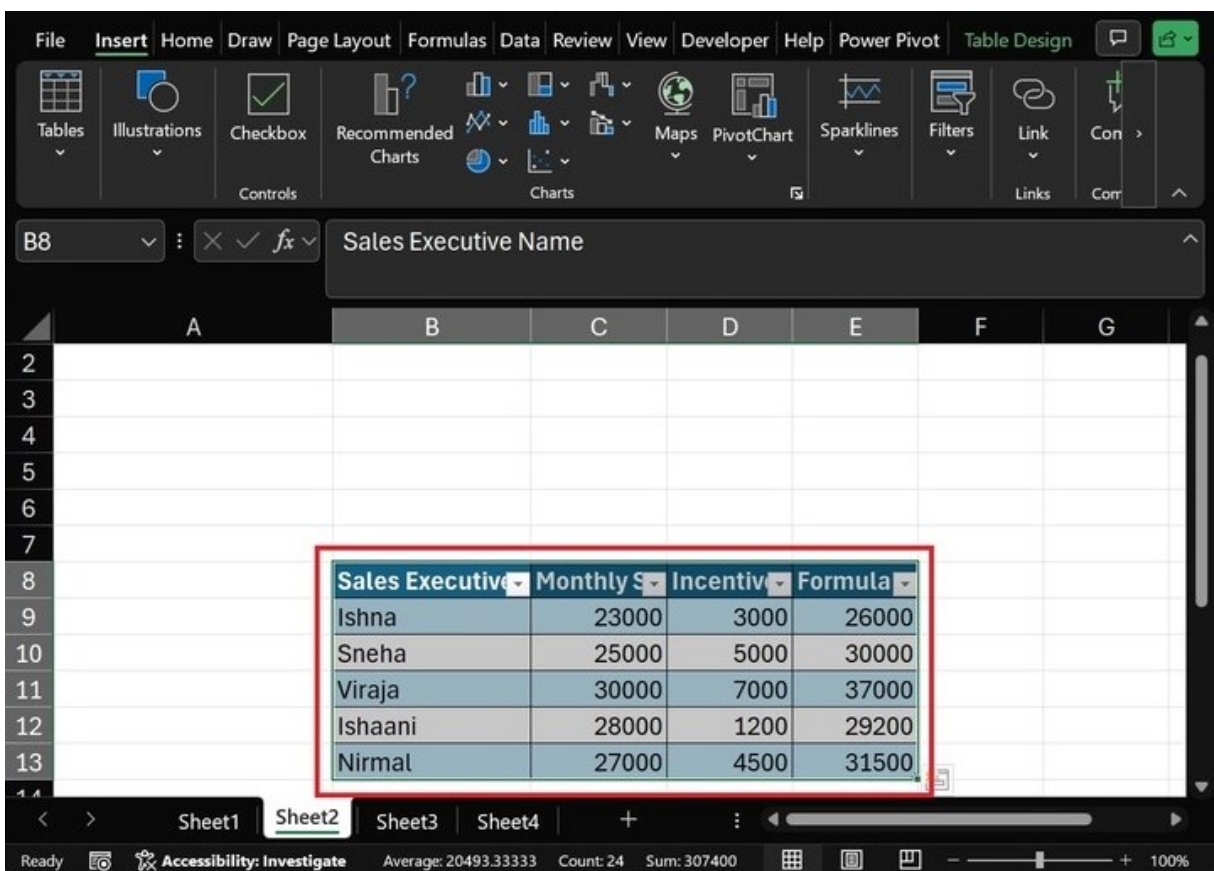 File Insert Home Draw Page Layout Formulas Data Review View Developer Help Power Pivot Table Design
Tables Illustrations Checkbox Recommended Charts Maps PivotChart Sparklines Filters Link Con
Controls Charts Links Com
B8 fx Sales Executive Name
A B C D E F G
2
3
4
5
6
7
8 Sales Executive Monthly S Incentiv Formula
9 Ishna 23000 3000 26000
10 Sneha 25000 5000 30000
11 Viraja 30000 7000 37000
12 Ishaani 28000 1200 29200
13 Nirmal 27000 4500 31500
Sheet1 Sheet2 Sheet3 Sheet4
Ready Accessibility: Investigate Average: 20493.33333 Count: 24 Sum: 307400 100%